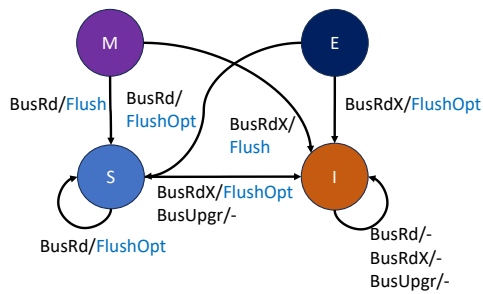 M
E
BusRd/Flush
BusRd/
FlushOpt
BusRdX/
Flush
BusRdX/FlushOpt
S
I
BusRdX/FlushOpt
BusUpgr/-
BusRd/FlushOpt
BusRd/-
BusRdX/-
BusUpgr/-